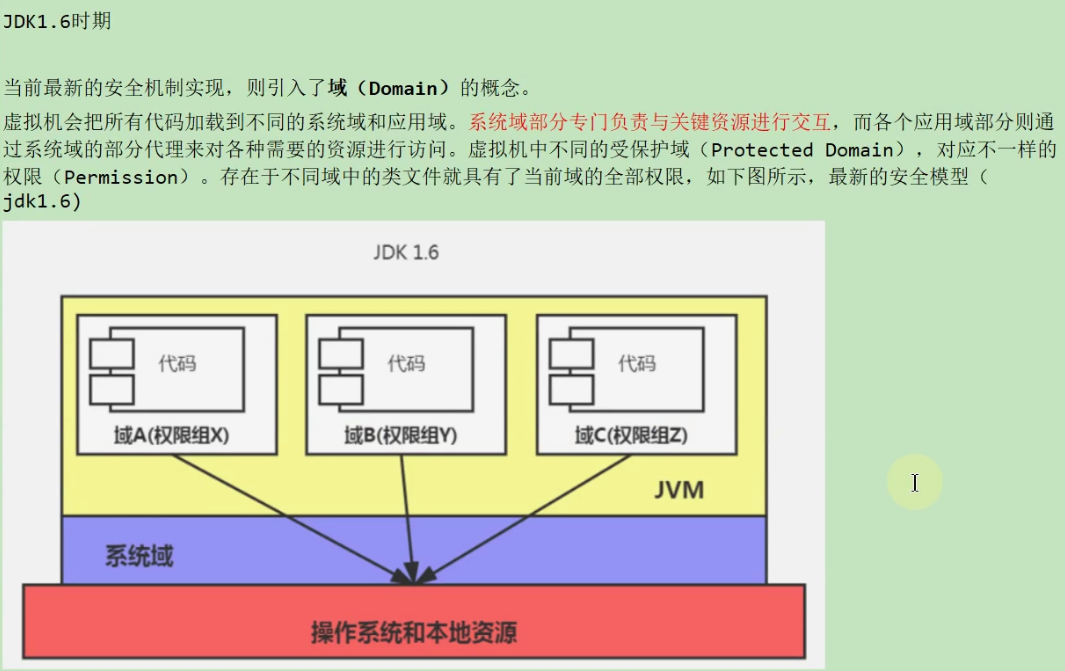 JDK1.6时期
当前最新的安全机制实现，则引入了域（Domain）的概念。
虚拟机会把所有代码加载到不同的系统域和应用域。系统域部分专门负责与关键资源进行交互，而各个应用域部分则通
过系统域的部分代理来对各种需要的资源进行访问。虚拟机中不同的受保护域（Protected Domain），对应不一样的
权限（Permission）。存在于不同域中的类文件就具有了当前域的全部权限，如下图所示，最新的安全模型（
jdk1.6)
JDK 1.6
代码 代码 代码
域A(权限组X) 域B(权限组Y) 域C(权限组Z)
JVM
系统域
操作系统和本地资源